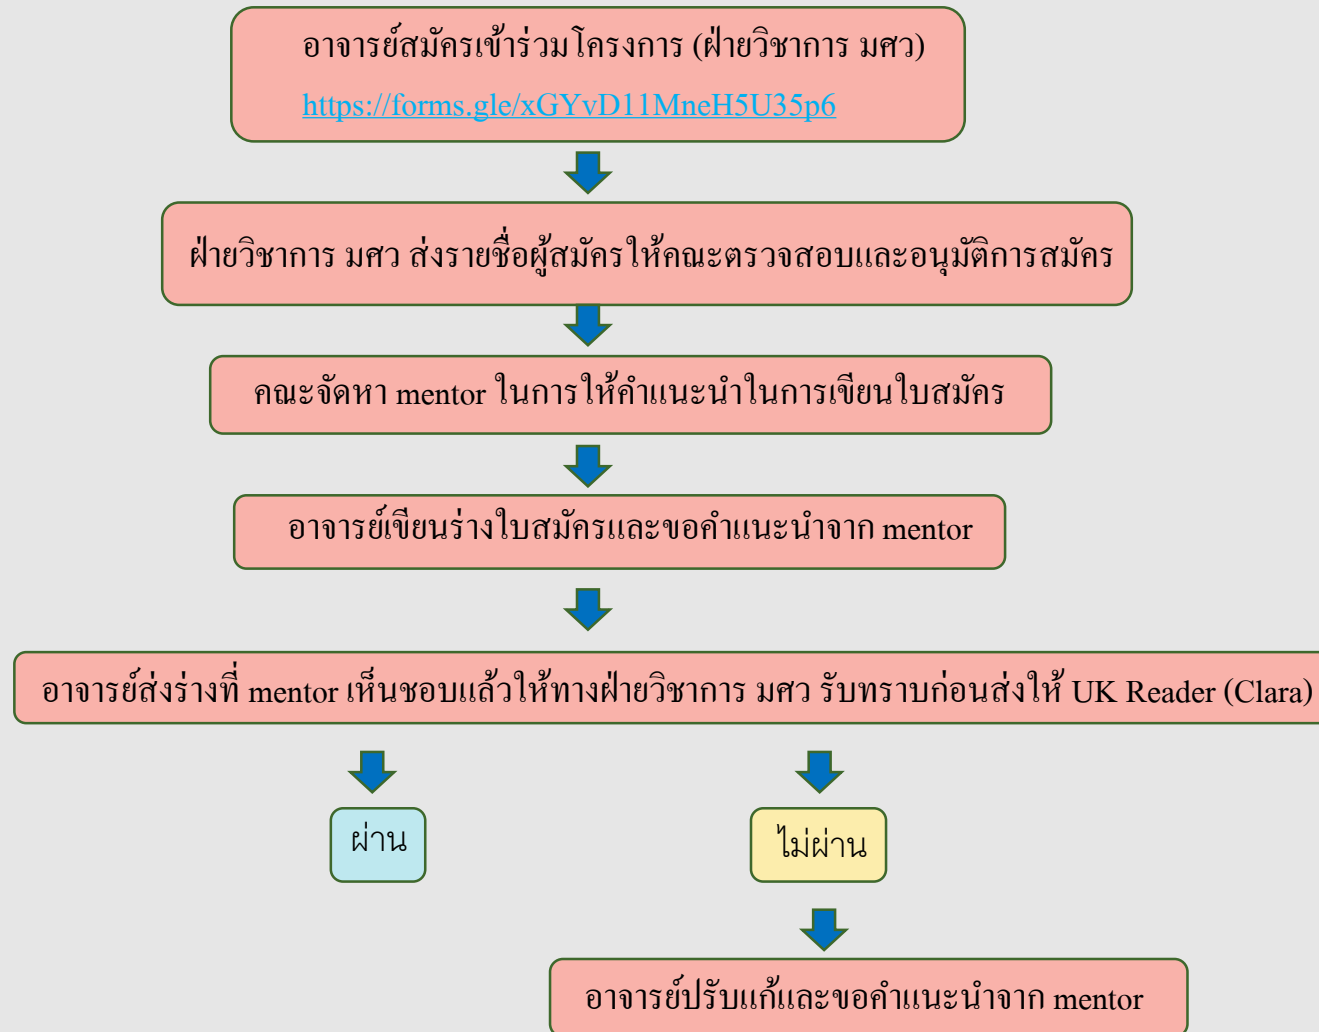 อาจารย์สมัครเข้าร่วมโครงการ (ฝ่ายวิชาการ มศว)
https://forms.gle/xGYvD11MneH5U35p6
ฝ่ายวิชาการ มศว ส่งรายชื่อผู้สมัครให้คณะตรวจสอบและอนุมัติการสมัคร
คณะจัดหา mentor ในการให้คำแนะนำในการเขียนใบสมัคร
อาจารย์เขียนร่างใบสมัครและขอคำแนะนำจาก mentor
อาจารย์ส่งร่างที่ mentor เห็นชอบแล้วให้ทางฝ่ายวิชาการ มศว รับทราบก่อนส่งให้ UK Reader (Clara)
ผ่าน
ไม่ผ่าน
อาจารย์ปรับแก้และขอคำแนะนำจาก mentor